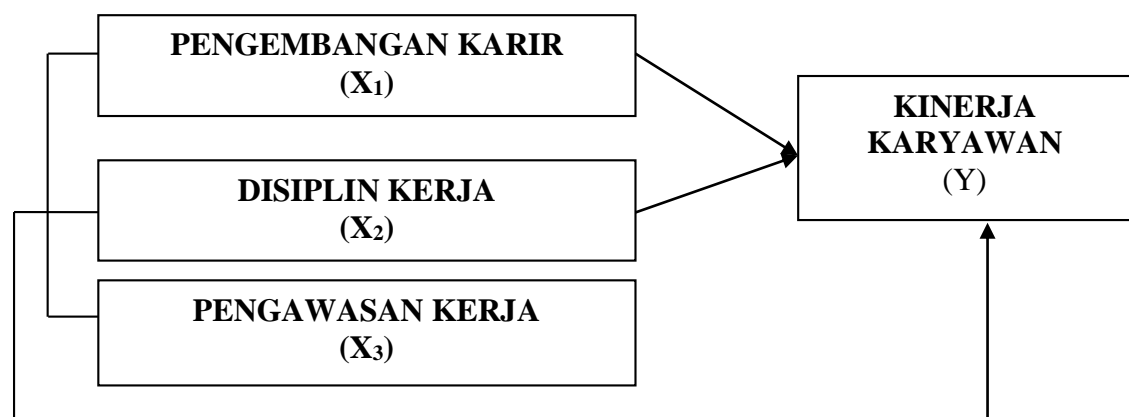 PENGEMBANGAN KARIR
(X₁)
KINERJA
KARYAWAN
(Y)
DISIPLIN KERJA
(X₂)
PENGAWASAN KERJA
(X₃)